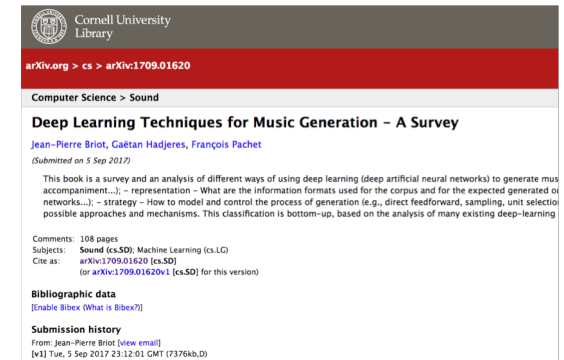 Cornell University
Library
arXiv.org > cs > arXiv:1709.01620
Computer Science > Sound
Deep Learning Techniques for Music Generation – A Survey
Jean-Pierre Briot, Gaëtan Hadjeres, François Pachet
(Submitted on 5 Sep 2017)
This book is a survey and an analysis of different ways of using deep learning (deep artificial neural networks) to generate mus
accompaniment...); – representation – What are the information formats used for the corpus and for the expected generated
networks...); – strategy – How to model and control the process of generation (e.g., direct feedforward, sampling, unit selectio
possible approaches and mechanisms. This classification is bottom-up, based on the analysis of many existing deep-learning
Comments: 108 pages
Subjects: Sound (cs.SD); Machine Learning (cs.LG)
Cite as: arXiv:1709.01620 [cs.SD]
(or arXiv:1709.01620v1 [cs.SD] for this version)
Bibliographic data
[Enable Bibex (What is Bibex?)]
Submission history
From: Jean-Pierre Briot [view email]
[v1] Tue, 5 Sep 2017 23:12:01 GMT (7376kb,D)